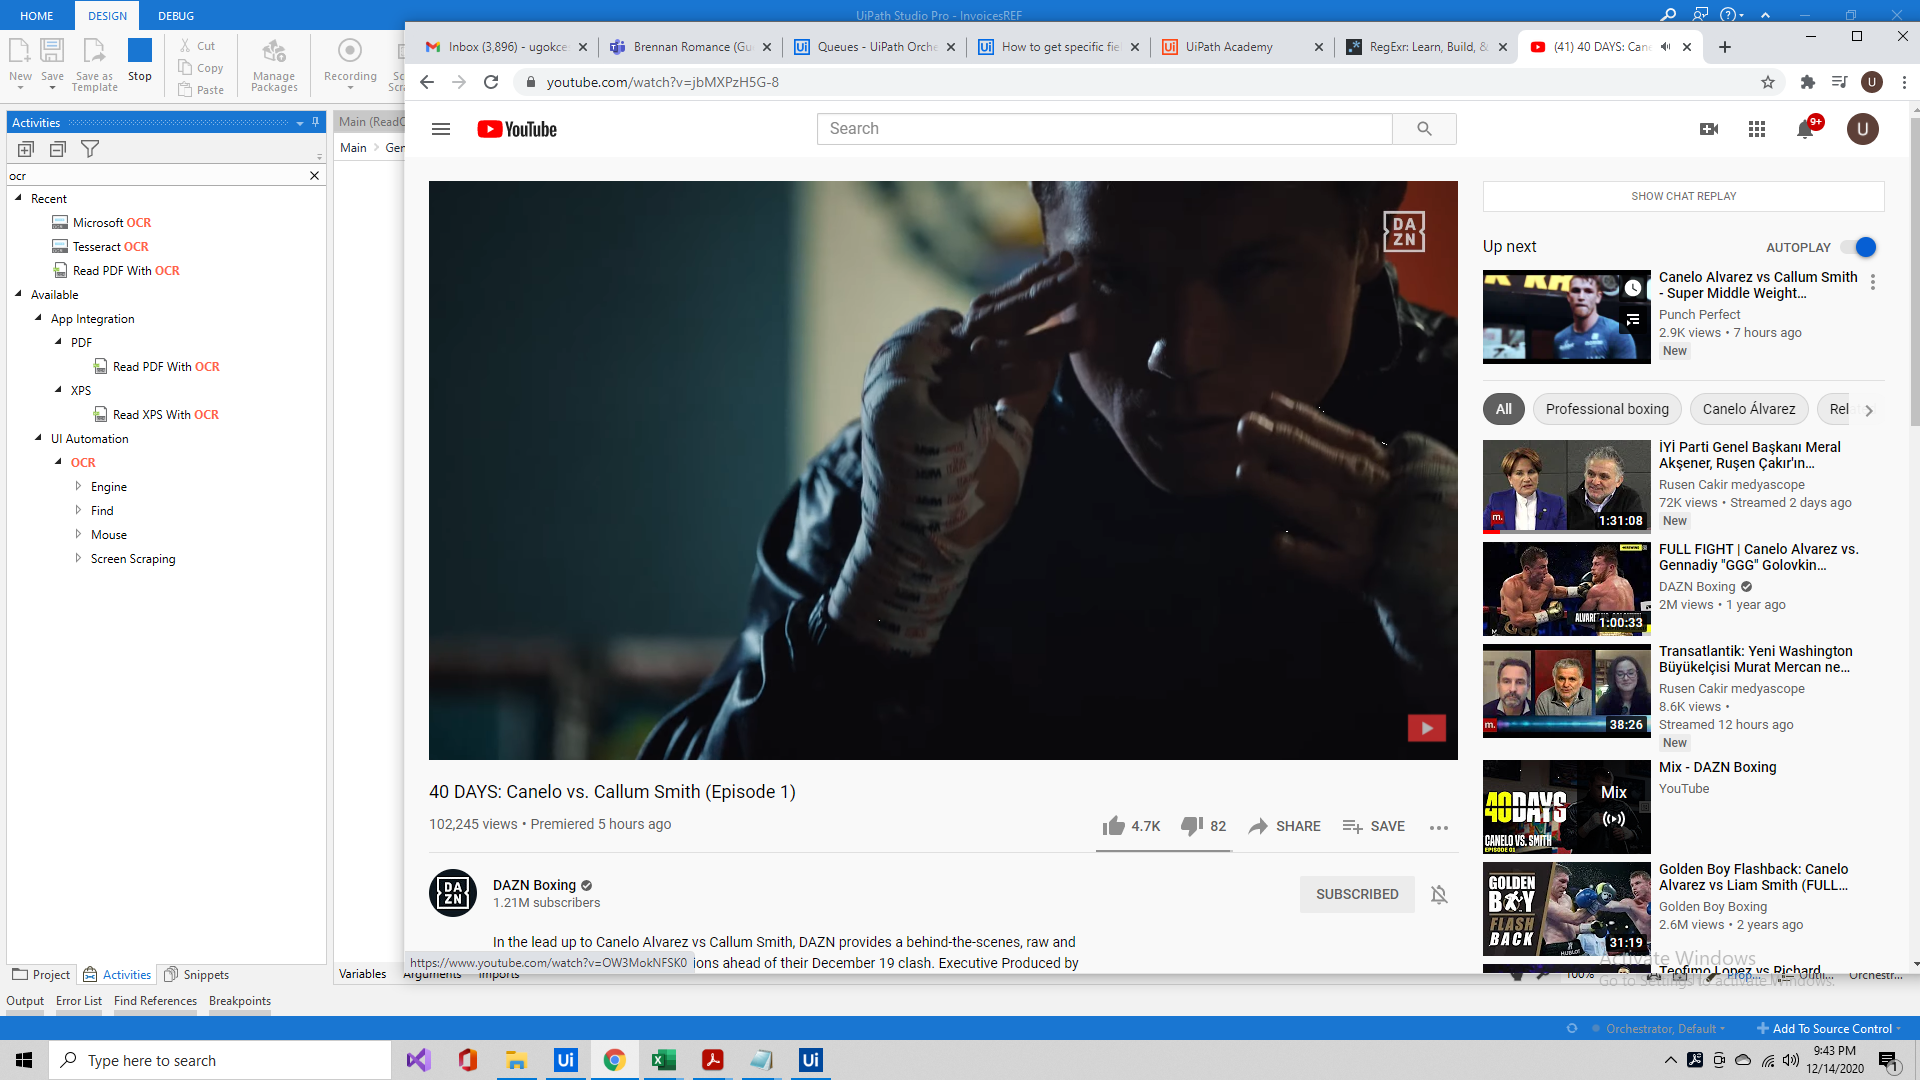 HOME
DESIGN
DEBUG
UiPath Studio Pro - InvoicesREF
New
Save
Save as Template
Stop
Cut
Copy
Paste
Manage Packages
Recording
Inbox (3,896) - ugokce
Brennan Romance (Gu
Queues - UiPath Orche
How to get specific fie
UiPath Academy
RegExr: Learn, Build, &
(41) 40 DAYS: Can
youtube.com/watch?v=jbMXPzH5G-8
U
Activities
ocr
Recent
Microsoft OCR
Tesseract OCR
Read PDF With OCR
Available
App Integration
PDF
Read PDF With OCR
XPS
Read XPS With OCR
UI Automation
OCR
Engine
Find
Mouse
Screen Scraping
Project
Activities
Snippets
Output
Error List
Find References
Breakpoints
Main (Read
Main
Gen
Variables
Arguments
Imports
YouTube
Search
9+
U
DA
ZN
40 DAYS: Canelo vs. Callum Smith (Episode 1)
102,245 views • Premiered 5 hours ago
4.7K
82
SHARE
SAVE
DA
ZN
DAZN Boxing
1.21M subscribers
SUBSCRIBED
In the lead up to Canelo Alvarez vs Callum Smith, DAZN provides a behind-the-scenes, raw and
ions ahead of their December 19 clash. Executive Produced by
https://www.youtube.com/watch?v=OW3MokNFSK0
SHOW CHAT REPLAY
Up next
AUTOPLAY
Canelo Alvarez vs Callum Smith
- Super Middle Weight...
Punch Perfect
2.9K views • 7 hours ago
New
All
Professional boxing
Canelo Álvarez
Rel
İYİ Parti Genel Başkanı Meral
Akşener, Ruşen Çakır'ın...
Rusen Cakir medyascope
72K views • Streamed 2 days ago
New
m.
1:31:08
FULL FIGHT | Canelo Alvarez vs.
Gennadiy "GGG" Golovkin...
DAZN Boxing
2M views • 1 year ago
1:00:33
Transatlantik: Yeni Washington
Büyükelçisi Murat Mercan ne...
Rusen Cakir medyascope
8.6K views •
Streamed 12 hours ago
New
m.
38:26
Mix - DAZN Boxing
YouTube
40DAYS
CANELO VS. SMITH
EPISODE 01
Mix
Golden Boy Flashback: Canelo
Alvarez vs Liam Smith (FULL...
Golden Boy Boxing
2.6M views • 2 years ago
GOLDEN
BOY
FLASH
BACK
31:19
Teofimo Lopez vs Richard
Activate Windows
Go to Settings to activate Windows.
100%
Orchestr...
Orchestrator, Default
Add To Source Control
Type here to search
9:43 PM
12/14/2020
1